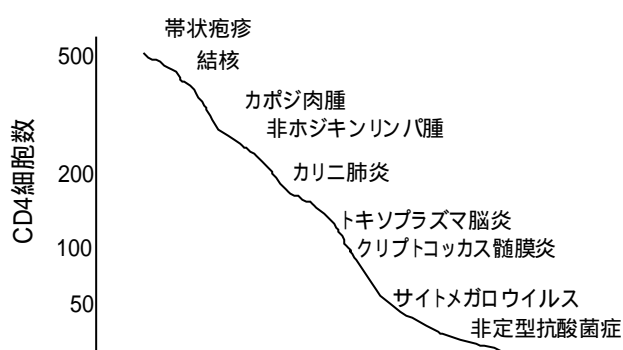 帯状疱疹
500
結核
カポジ肉腫
非ホジキンリンパ腫
200
カリニ肺炎
CD4細胞数
トキソプラズマ脳炎
100
クリプトコッカス髄膜炎
50
サイトメガロウイルス
非定型抗酸菌症